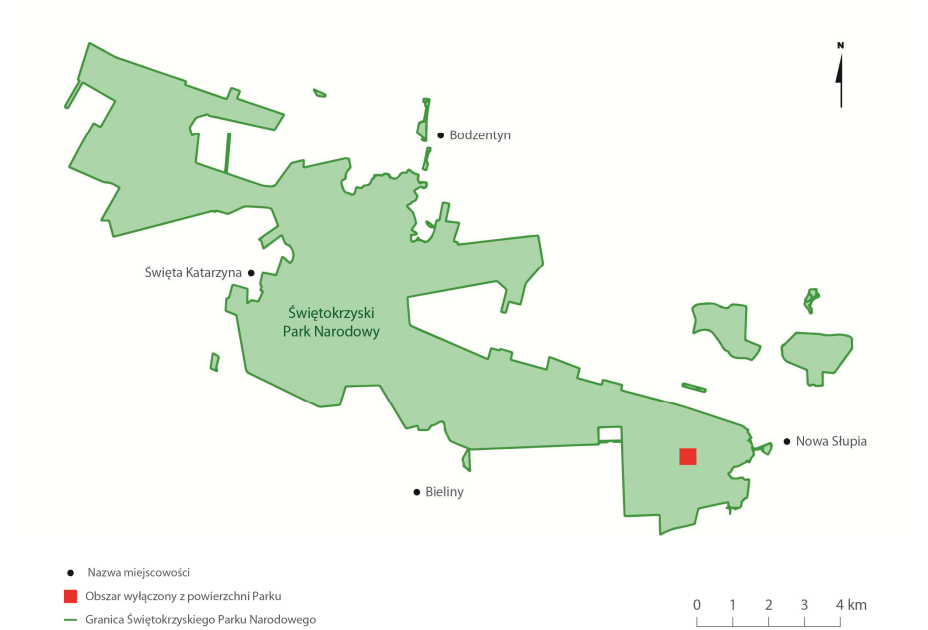 N
Bodzentyn
Święta Katarzyna
Świętokrzyski
Park Narodowy
Nowa Słupia
Bieliny
Nazwa miejscowości
Obszar wyłączony z powierzchni Parku
Granica Świętokrzyskiego Parku Narodowego
0 1 2 3 4 km